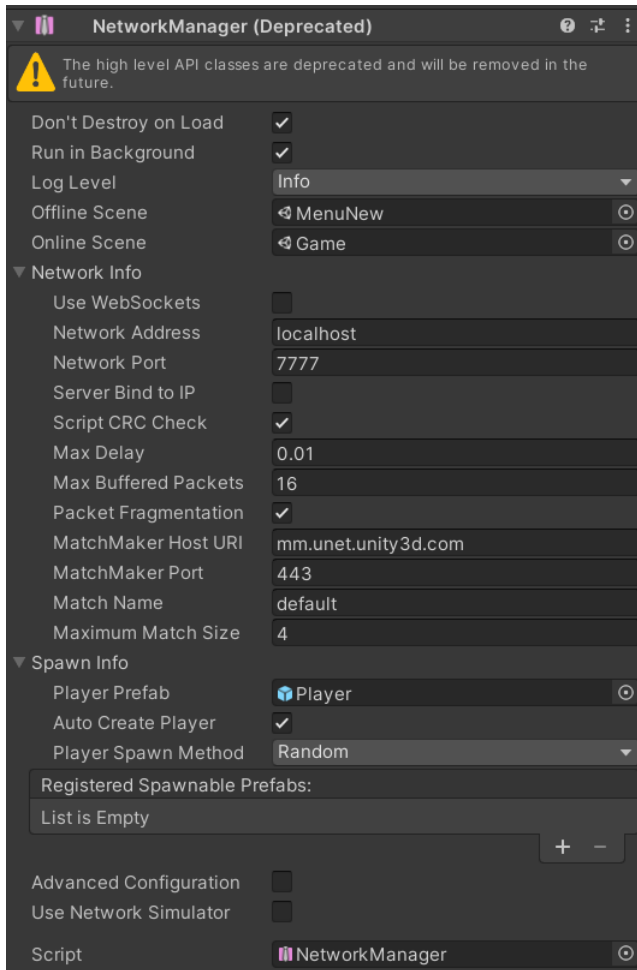 NetworkManager (Deprecated)
The high level API classes are deprecated and will be removed in the
future.
Don't Destroy on Load
Run in Background
Log Level Info
Offline Scene MenuNew
Online Scene Game
Network Info
Use WebSockets
Network Address localhost
Network Port 7777
Server Bind to IP
Script CRC Check
Max Delay 0.01
Max Buffered Packets 16
Packet Fragmentation
MatchMaker Host URI mm.unet.unity3d.com
MatchMaker Port 443
Match Name default
Maximum Match Size 4
Spawn Info
Player Prefab Player
Auto Create Player
Player Spawn Method Random
Registered Spawnable Prefabs:
List is Empty
Advanced Configuration
Use Network Simulator
Script NetworkManager